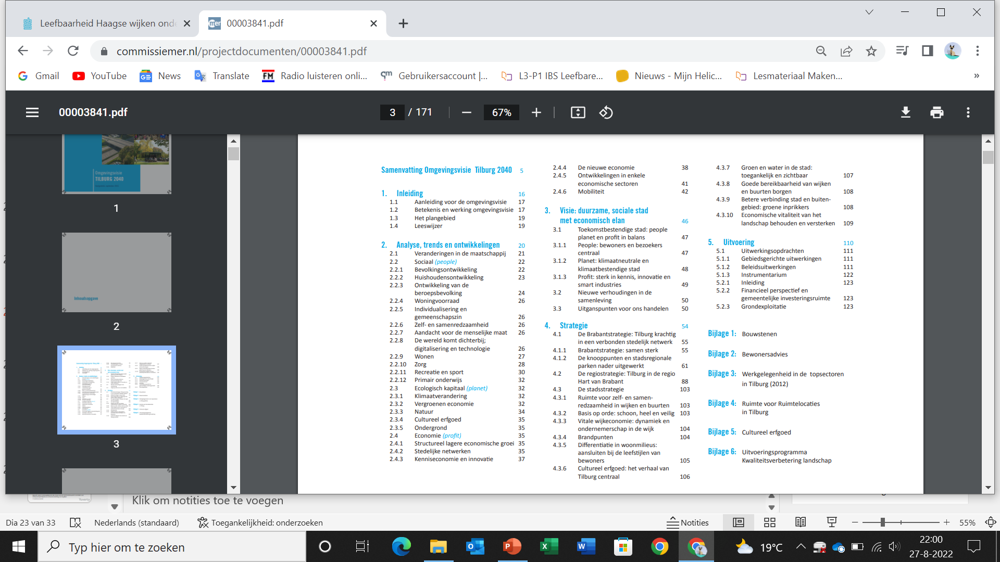 Leefbaarheid Haagse wijken onde
00003841.pdf
commissiemer.nl/projectdocumenten/00003841.pdf
Gmail
YouTube
News
Translate
Radio luisteren onli...
Gebruikersaccount |...
L3-P1 IBS Leefbare...
Nieuws - Mijn Helic...
Lesmateriaal Maken...
»
00003841.pdf
3 / 171
67%
Omgevingsvisie
TILBURG 2040
1
Inhoudsopgave
2
3
Samenvatting Omgevingsvisie Tilburg 2040 5
1. Inleiding 16
1.1 Aanleiding voor de omgevingsvisie 17
1.2 Betekenis en werking omgevingsvisie 17
1.3 Het plangebied 19
1.4 Leeswijzer 19
2. Analyse, trends en ontwikkelingen 20
2.1 Veranderingen in de maatschappij 21
2.2 Sociaal (people) 22
2.2.1 Bevolkingsontwikkeling 22
2.2.2 Huishoudensontwikkeling 23
2.2.3 Ontwikkeling van de
beroepsbevolking 24
2.2.4 Woningvoorraad 26
2.2.5 Individualisering en
gemeenschapszin 26
2.2.6 Zelf- en samenredzaamheid 26
2.2.7 Aandacht voor de menselijke maat 26
2.2.8 De wereld komt dichterbij;
digitalisering en technologie 26
2.2.9 Wonen 27
2.2.10 Zorg 28
2.2.11 Recreatie en sport 30
2.2.12 Primair onderwijs 32
2.3 Ecologisch kapitaal (planet) 32
2.3.1 Klimaatverandering 32
2.3.2 Vergroenen economie 32
2.3.3 Natuur 34
2.3.4 Cultureel erfgoed 35
2.3.5 Ondergrond 35
2.4 Economie (profit) 35
2.4.1 Structureel lagere economische groei 35
2.4.2 Stedelijke netwerken 35
2.4.3 Kenniseconomie en innovatie 37
2.4.4 De nieuwe economie 38
2.4.5 Ontwikkelingen in enkele
economische sectoren 41
2.4.6 Mobiliteit 42
3. Visie: duurzame, sociale stad
met economisch elan 46
3.1 Toekomstbestendige stad: people
planet en profit in balans 47
3.1.1 People: bewoners en bezoekers
centraal 47
3.1.2 Planet: klimaatneutrale en
klimaatbestendige stad 48
3.1.3 Profit: sterk in kennis, innovatie en
smart industries 49
3.2 Nieuwe verhoudingen in de
samenleving 50
3.3 Uitganspunten voor ons handelen 50
4. Strategie 54
4.1 De Brabantstrategie: Tilburg krachtig
in een verbonden stedelijk netwerk 55
4.1.1 Brabantstrategie: samen sterk 55
4.1.2 De knooppunten en stadsregionale
parken nader uitgewerkt 61
4.2 De regiostrategie: Tilburg in de regio
Hart van Brabant 88
4.3 De stadsstrategie 103
4.3.1 Ruimte voor zelf- en samen-
redzaamheid in wijken en buurten 103
4.3.2 Basis op orde: schoon, heel en veilig 103
4.3.3 Vitale wijkeconomie: dynamiek en
ondernemerschap in de wijk 104
4.3.4 Brandpunten 104
4.3.5 Differentiatie in woonmilieus:
aansluiten bij de leefstijlen van
bewoners 105
4.3.6 Cultureel erfgoed: het verhaal van
Tilburg centraal 106
4.3.7 Groen en water in de stad:
toegankelijk en zichtbaar 107
4.3.8 Goede bereikbaarheid van wijken
en buurten borgen 108
4.3.9 Betere verbinding stad en buiten-
gebied: groene inprikkers 108
4.3.10 Economische vitaliteit van het
landschap behouden en versterken 109
5. Uitvoering 110
5.1 Uitwerkingsopdrachten 111
5.1.1 Gebiedsgerichte uitwerkingen 111
5.1.2 Beleidsuitwerkingen 111
5.1.3 Instrumentarium 122
5.2.1 Inleiding 123
5.2.2 Financieel perspectief en
gemeentelijke investeringsruimte 123
5.2.3 Grondexploitatie 123
Bijlage 1: Bouwstenen
Bijlage 2: Bewonersadvies
Bijlage 3: Werkgelegenheid in de topsectoren
in Tilburg (2012)
Bijlage 4: Ruimte voor Ruimtelocaties
in Tilburg
Bijlage 5: Cultureel erfgoed
Bijlage 6: Uitvoeringsprogramma
Kwaliteitsverbetering landschap
Klik om notities toe te voegen
Dia 23 van 33
Nederlands (standaard)
Toegankelijkheid: onderzoeken
Notities
55%
Typ hier om te zoeken
19°C
22:00
27-8-2022